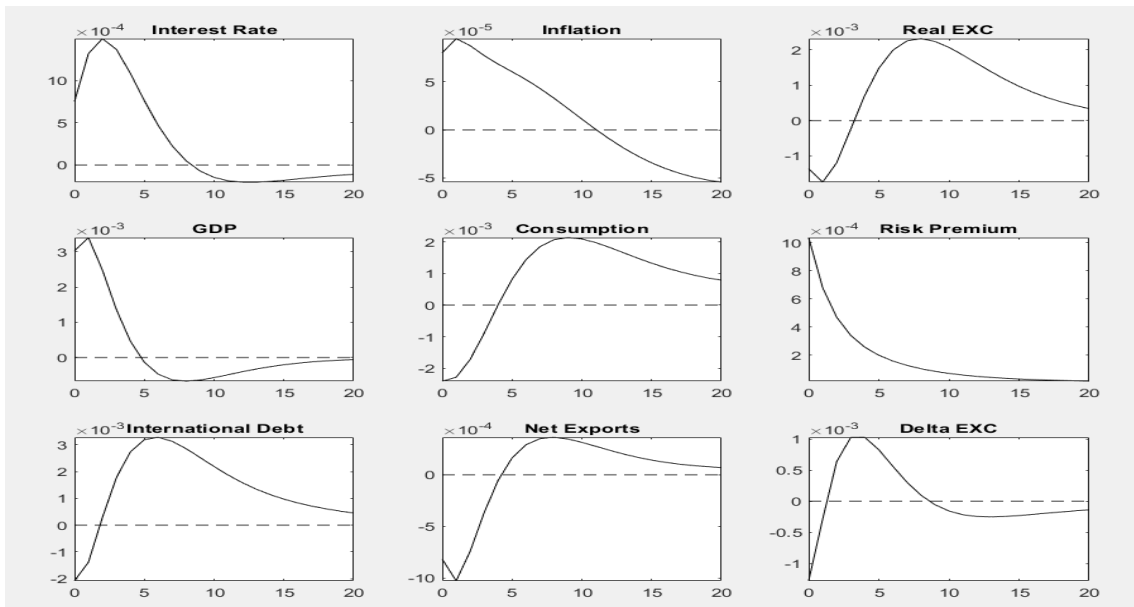 Interest Rate
× 10⁻⁴
10
5
0
0 5 10 15 20
Inflation
× 10⁻⁵
5
0
-5
0 5 10 15 20
Real EXC
× 10⁻³
2
1
0
-1
0 5 10 15 20
GDP
× 10⁻³
3
2
1
0
0 5 10 15 20
Consumption
× 10⁻³
2
1
0
-1
-2
0 5 10 15 20
Risk Premium
× 10⁻⁴
10
8
6
4
2
0 5 10 15 20
International Debt
× 10⁻³
3
2
1
0
-1
-2
0 5 10 15 20
Net Exports
× 10⁻⁴
0
-5
-10
0 5 10 15 20
Delta EXC
× 10⁻³
1
0.5
0
-0.5
-1
0 5 10 15 20